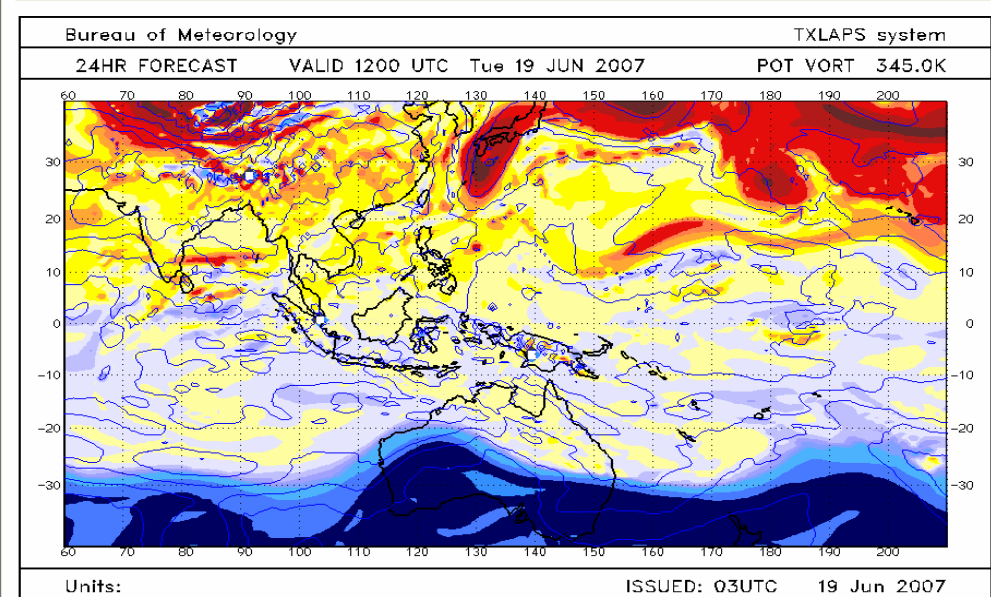 Bureau of Meteorology TXLAPS system
24HR FORECAST VALID 1200 UTC Tue 19 JUN 2007 POT VORT 345.0K
60 70 80 90 100 110 120 130 140 150 160 170 180 190 200
30 30
20 20
10 10
0 0
-10 -10
-20 -20
-30 -30
60 70 80 90 100 110 120 130 140 150 160 170 180 190 200
Units: ISSUED: 03UTC 19 Jun 2007